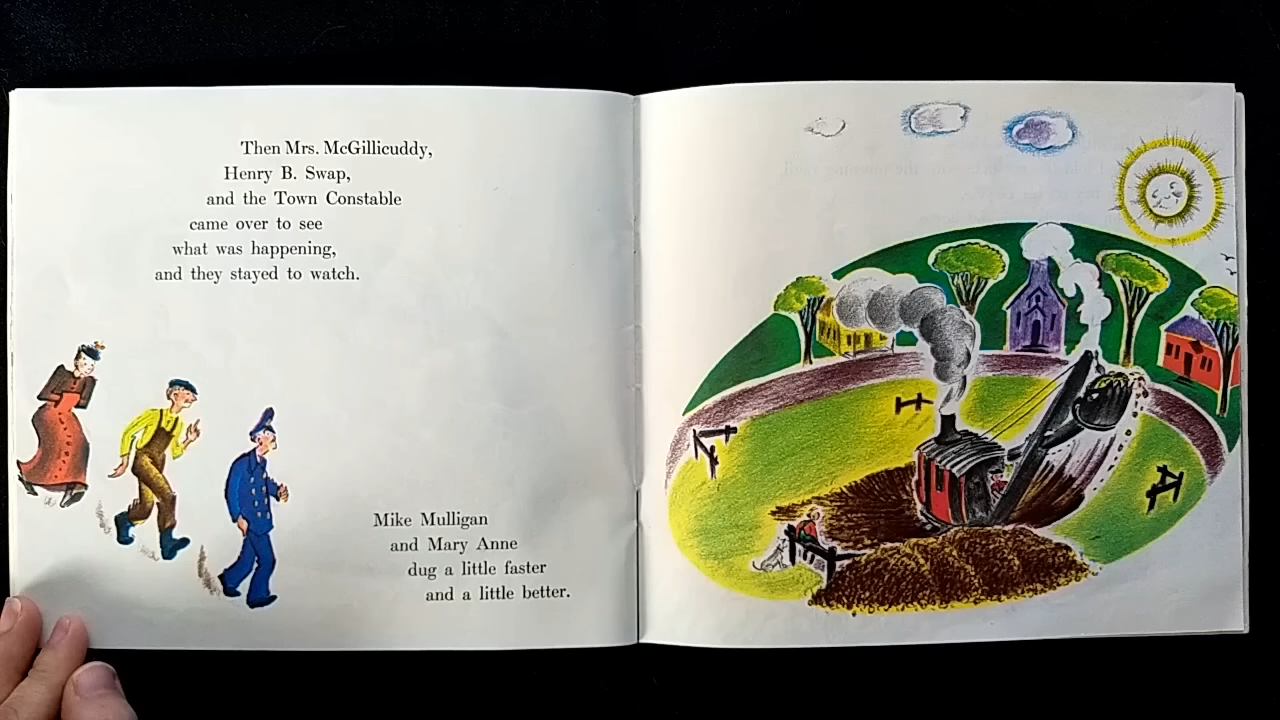 Then Mrs. McGillicuddy,
Henry B. Swap,
and the Town Constable
came over to see
what was happening,
and they stayed to watch.
Mike Mulligan
and Mary Anne
dug a little faster
and a little better.